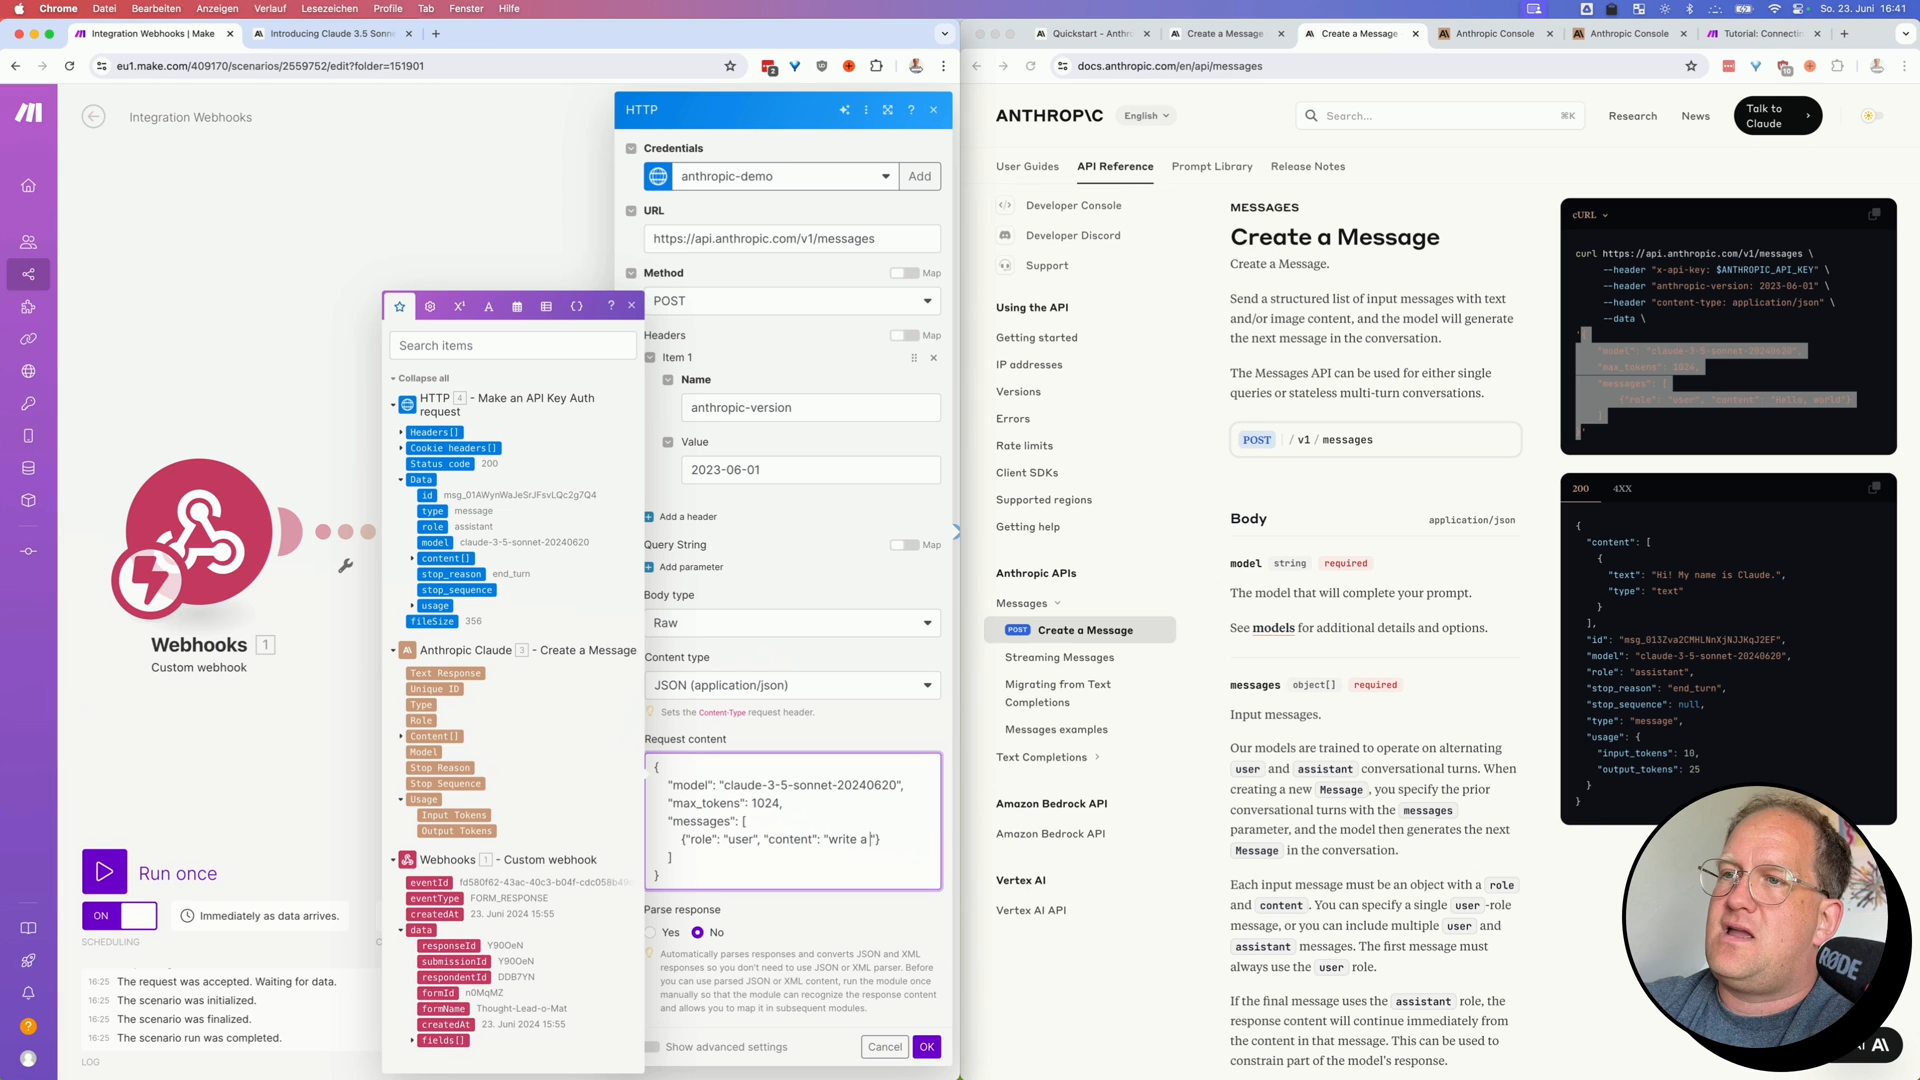 Chrome Datei Bearbeiten Anzeigen Verlauf Lesezeichen Profile Tab Fenster Hilfe
So. 23. Juni 16:41
Integration Webhooks | Make
Introducing Claude 3.5 Sonne
eu1.make.com/409170/scenarios/2559752/edit?folder=151901
2
Integration Webhooks
HTTP
Credentials
anthropic-demo
Add
URL
https://api.anthropic.com/v1/messages
Method
Map
POST
Headers
Map
Item 1
Name
anthropic-version
Value
2023-06-01
Add a header
Query String
Map
Add parameter
Body type
Raw
Content type
JSON (application/json)
Sets the Content-Type request header.
Request content
{
"model": "claude-3-5-sonnet-20240620",
"max_tokens": 1024,
"messages": [
{"role": "user", "content": "write a "}
]
}
Parse response
Yes
No
Automatically parses responses and converts JSON and XML
responses so you don't need to use JSON or XML parser. Before
you can use parsed JSON or XML content, run the module once
manually so that the module can recognize the response content
and allows you to map it in subsequent modules.
Show advanced settings
Cancel
OK
Search items
Collapse all
HTTP 4 - Make an API Key Auth
request
Headers[]
Cookie headers[]
Status code 200
Data
id msg_01AWynWaJeSrJFsvLQc2g7Q4
type message
role assistant
model claude-3-5-sonnet-20240620
content[]
stop_reason end_turn
stop_sequence
usage
fileSize 356
Anthropic Claude 3 - Create a Message
Text Response
Unique ID
Type
Role
Content[]
Model
Stop Reason
Stop Sequence
Usage
Input Tokens
Output Tokens
Webhooks 1 - Custom webhook
eventId fd580f62-43ac-40c3-b04f-cdc058b49
eventType FORM_RESPONSE
createdAt 23. Juni 2024 15:55
data
responseId Y90OeN
submissionId Y90OeN
respondentId DDB7YN
formId n0MqMZ
formName Thought-Lead-o-Mat
createdAt 23. Juni 2024 15:55
fields[]
Webhooks 1
Custom webhook
Run once
ON
Immediately as data arrives.
SCHEDULING
16:25 The request was accepted. Waiting for data.
16:25 The scenario was initialized.
16:25 The scenario was finalized.
16:25 The scenario run was completed.
LOG
Quickstart - Anthro
Create a Message
Create a Message
Anthropic Console
Anthropic Console
Tutorial: Connectin
docs.anthropic.com/en/api/messages
10
ANTHROP\C
English
Search...
⌘K
Research
News
Talk to
Claude
User Guides
API Reference
Prompt Library
Release Notes
Developer Console
Developer Discord
Support
Using the API
Getting started
IP addresses
Versions
Errors
Rate limits
Client SDKs
Supported regions
Getting help
Anthropic APIs
Messages
POST Create a Message
Streaming Messages
Migrating from Text
Completions
Messages examples
Text Completions
Amazon Bedrock API
Amazon Bedrock API
Vertex AI
Vertex AI API
MESSAGES
Create a Message
Create a Message.
Send a structured list of input messages with text
and/or image content, and the model will generate
the next message in the conversation.
The Messages API can be used for either single
queries or stateless multi-turn conversations.
POST / v1 / messages
Body
application/json
model string required
The model that will complete your prompt.
See models for additional details and options.
messages object[] required
Input messages.
Our models are trained to operate on alternating
user and assistant conversational turns. When
creating a new Message, you specify the prior
conversational turns with the messages
parameter, and the model then generates the next
Message in the conversation.
Each input message must be an object with a role
and content. You can specify a single user-role
message, or you can include multiple user and
assistant messages. The first message must
always use the user role.
If the final message uses the assistant role, the
response content will continue immediately from
the content in that message. This can be used to
constrain part of the model's response.
cURL
curl https://api.anthropic.com/v1/messages \
--header "x-api-key: $ANTHROPIC_API_KEY" \
--header "anthropic-version: 2023-06-01" \
--header "content-type: application/json" \
--data \
'{
"model": "claude-3-5-sonnet-20240620",
"max_tokens": 1024,
"messages": [
{"role": "user", "content": "Hello, world"}
]
}'
200
4XX
{
"content": [
{
"text": "Hi! My name is Claude.",
"type": "text"
}
],
"id": "msg_013Zva2CMHLNnXjNJJKqJ2EF",
"model": "claude-3-5-sonnet-20240620",
"role": "assistant",
"stop_reason": "end_turn",
"stop_sequence": null,
"type": "message",
"usage": {
"input_tokens": 10,
"output_tokens": 25
}
}
RØDE